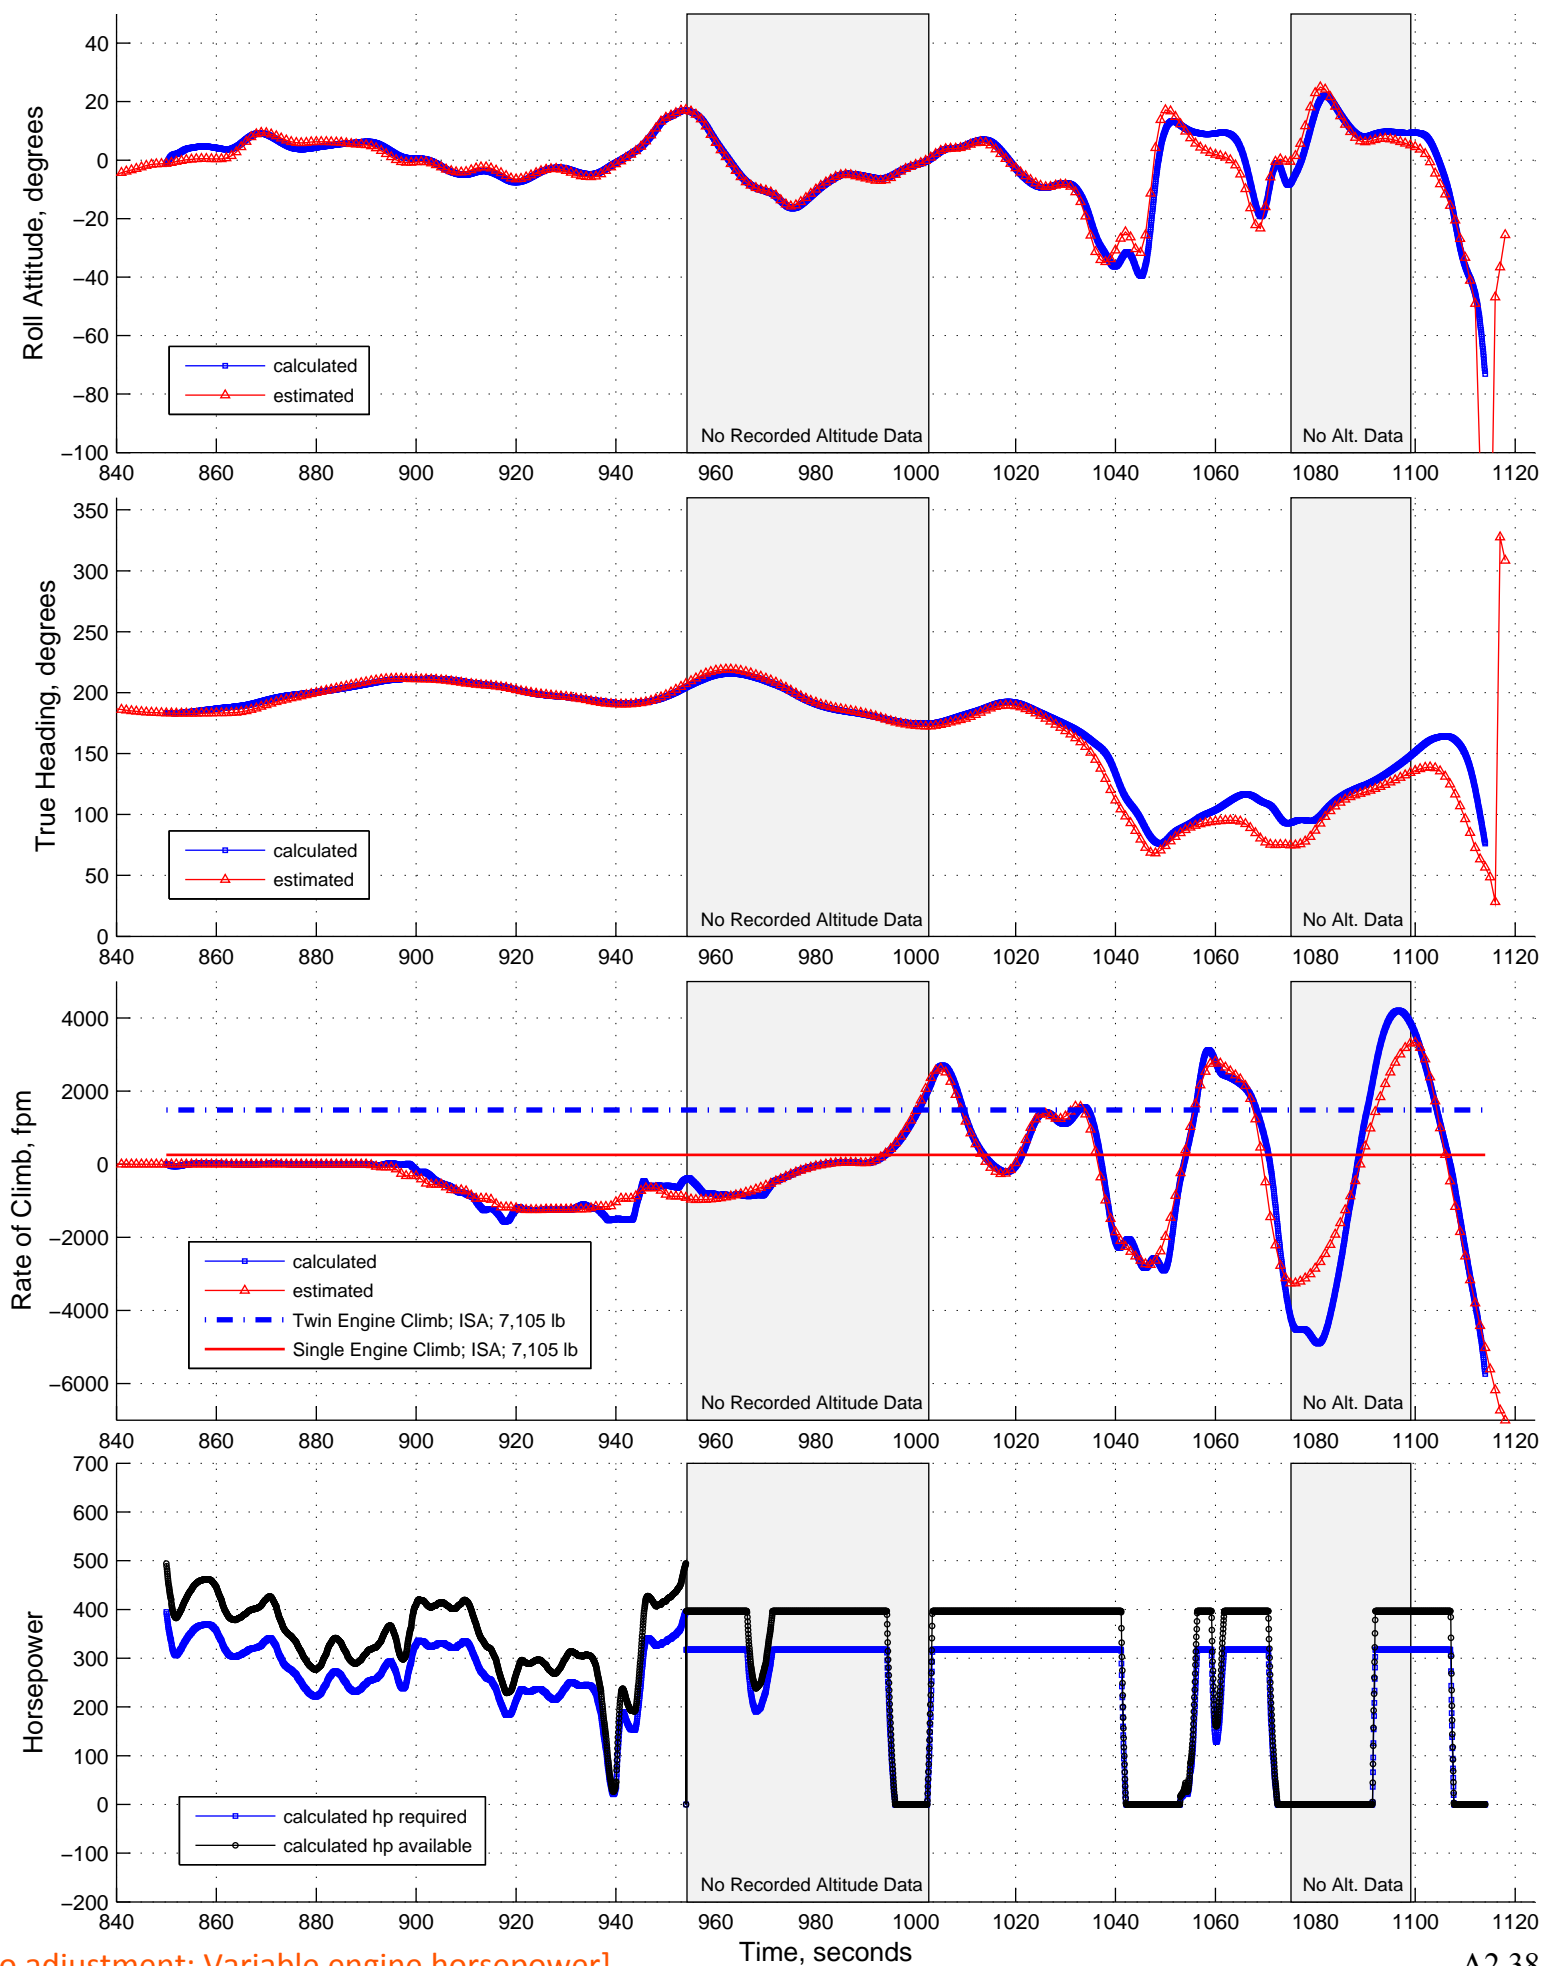 40
20
0
−20
−40
−60
−80
−100
Roll Attitude, degrees
calculated
estimated
No Recorded Altitude Data
No Alt. Data
840 860 880 900 920 940 960 980 1000 1020 1040 1060 1080 1100 1120
350
300
250
200
150
100
50
0
True Heading, degrees
calculated
estimated
No Recorded Altitude Data
No Alt. Data
840 860 880 900 920 940 960 980 1000 1020 1040 1060 1080 1100 1120
4000
2000
0
−2000
−4000
−6000
Rate of Climb, fpm
calculated
estimated
Twin Engine Climb; ISA; 7,105 lb
Single Engine Climb; ISA; 7,105 lb
No Recorded Altitude Data
No Alt. Data
840 860 880 900 920 940 960 980 1000 1020 1040 1060 1080 1100 1120
700
600
500
400
300
200
100
0
−100
−200
Horsepower
calculated hp required
calculated hp available
No Recorded Altitude Data
No Alt. Data
840 860 880 900 920 940 960 980 1000 1020 1040 1060 1080 1100 1120
Time, seconds
adjustment: Variable engine horsepower]
A2.38